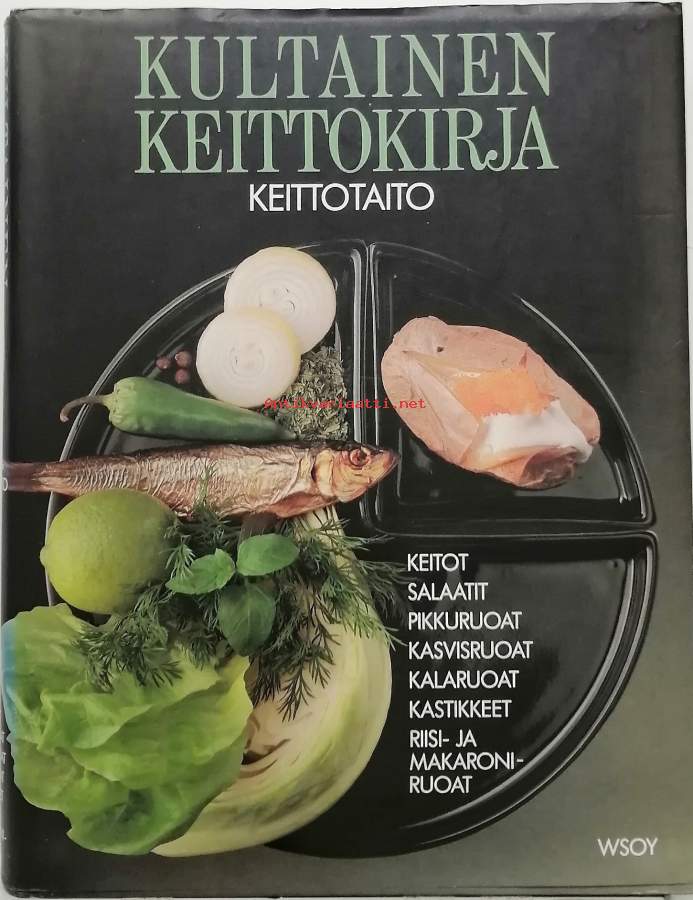 KULTAINEN
KEITTOKIRJA
KEITTOTAITO
Antikvariaatti.net
KEITOT
SALAATIT
PIKKURUOAT
KASVISRUOAT
KALARUOAT
KASTIKKEET
RIISI- JA
MAKARONI-
RUOAT
WSOY